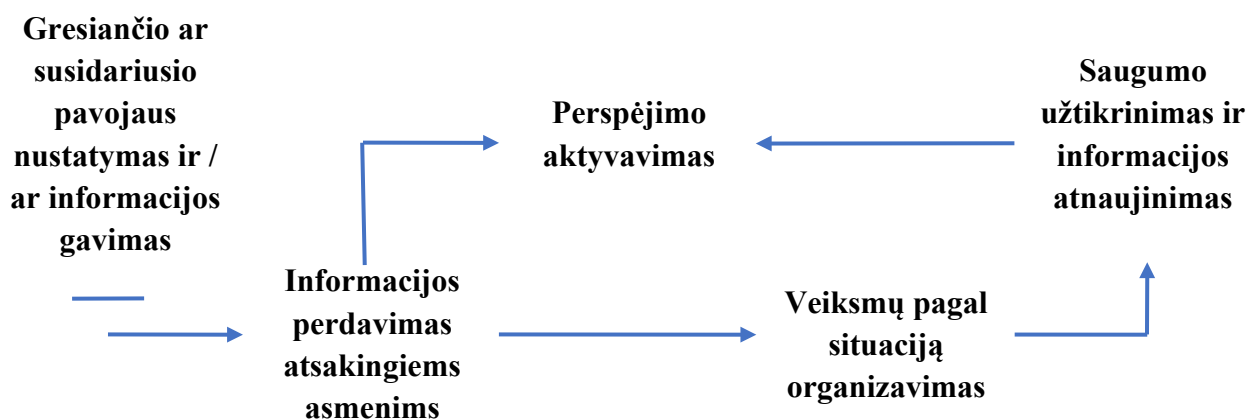 Gresiančio ar
susidariusio
pavojaus
nustatymas ir /
ar informacijos
gavimas
Informacijos
perdavimas
atsakingiems
asmenims
Perspėjimo
aktyvavimas
Veiksmų pagal
situaciją
organizavimas
Saugumo
užtikrinimas ir
informacijos
atnaujinimas